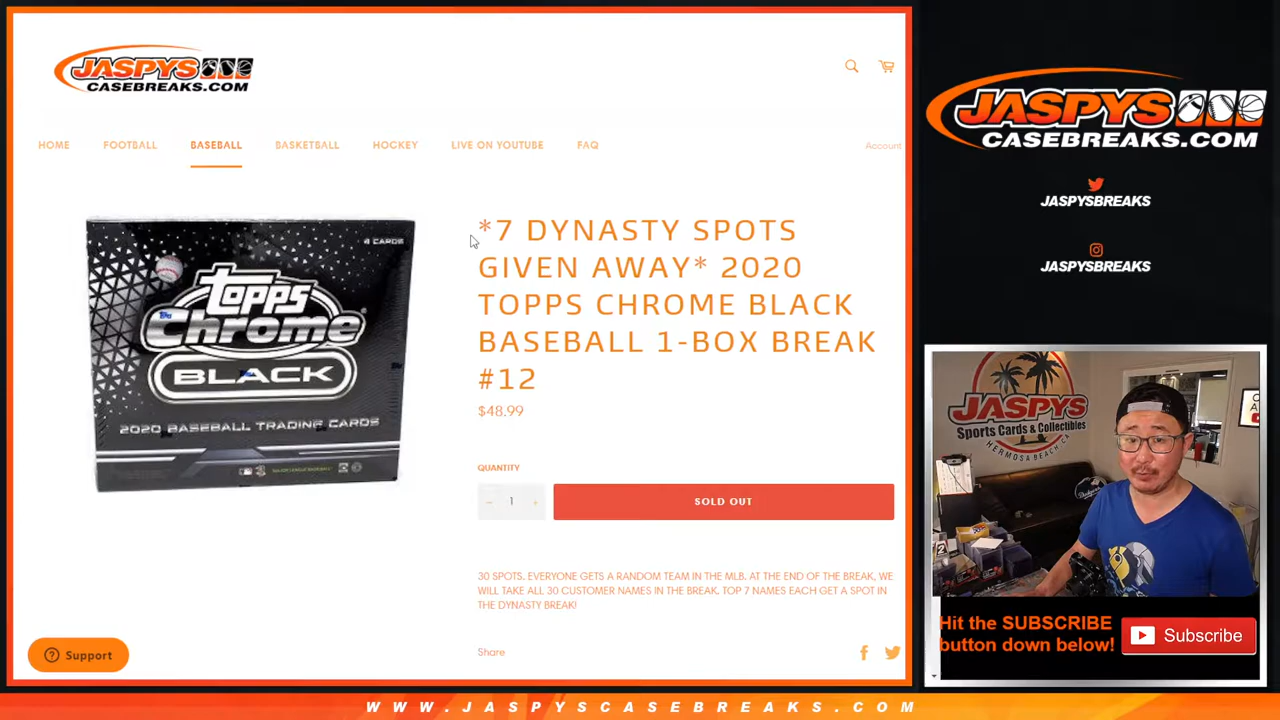 JASPYS
CASEBREAKS.COM
HOME
FOOTBALL
BASEBALL
BASKETBALL
HOCKEY
LIVE ON YOUTUBE
FAQ
Account
4 CARDS
topps
Chrome
BLACK
2020 BASEBALL TRADING CARDS
*7 DYNASTY SPOTS
GIVEN AWAY* 2020
TOPPS CHROME BLACK
BASEBALL 1-BOX BREAK
#12
$48.99
QUANTITY
− 1 +
SOLD OUT
30 SPOTS. EVERYONE GETS A RANDOM TEAM IN THE MLB. AT THE END OF THE BREAK, WE
WILL TAKE ALL 30 CUSTOMER NAMES IN THE BREAK. TOP 7 NAMES EACH GET A SPOT IN
THE DYNASTY BREAK!
Share
Support
JASPYS
CASEBREAKS.COM
JASPYSBREAKS
JASPYSBREAKS
JASPYS
Sports Cards & Collectibles
HERMOSA BEACH, CA
Dodgers
Hit the SUBSCRIBE
button down below!
Subscribe
WWW.JASPYSCASEBREAKS.COM